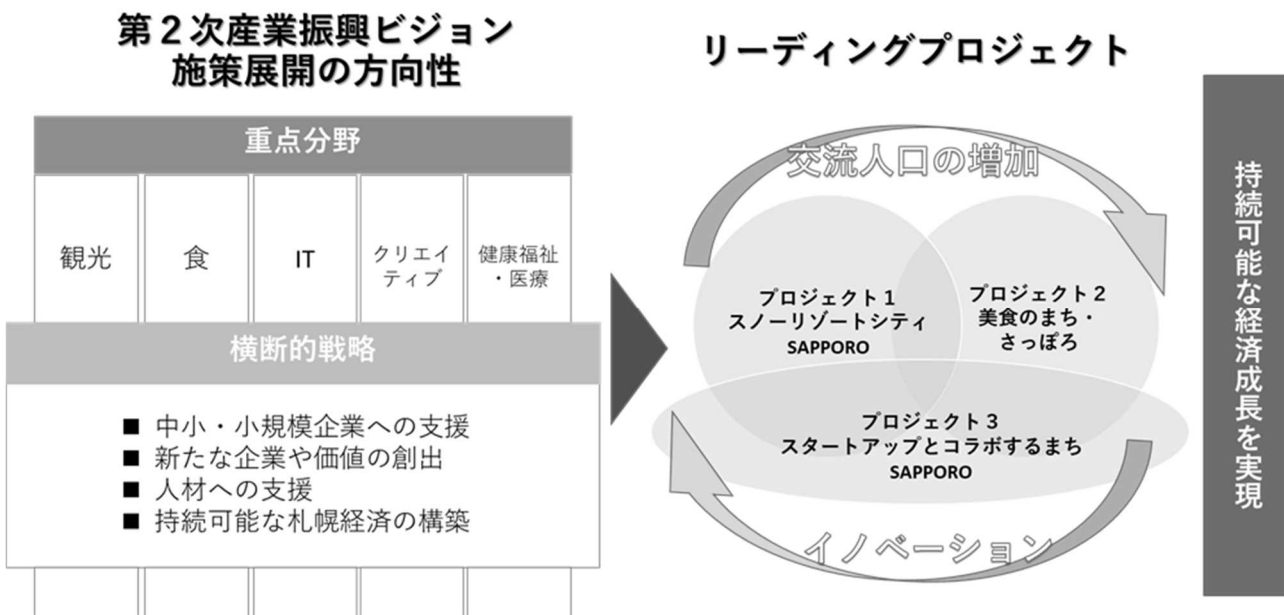 第２次産業振興ビジョン
施策展開の方向性
重点分野
観光
食
IT
クリエイ
ティブ
健康福祉
・医療
横断的戦略
■ 中小・小規模企業への支援
■ 新たな企業や価値の創出
■ 人材への支援
■ 持続可能な札幌経済の構築
リーディングプロジェクト
交流人口の増加
プロジェクト１
スノーリゾートシティ
SAPPORO
プロジェクト２
美食のまち・
さっぽろ
プロジェクト３
スタートアップとコラボするまち
SAPPORO
イノベーション
持続可能な経済成長を実現